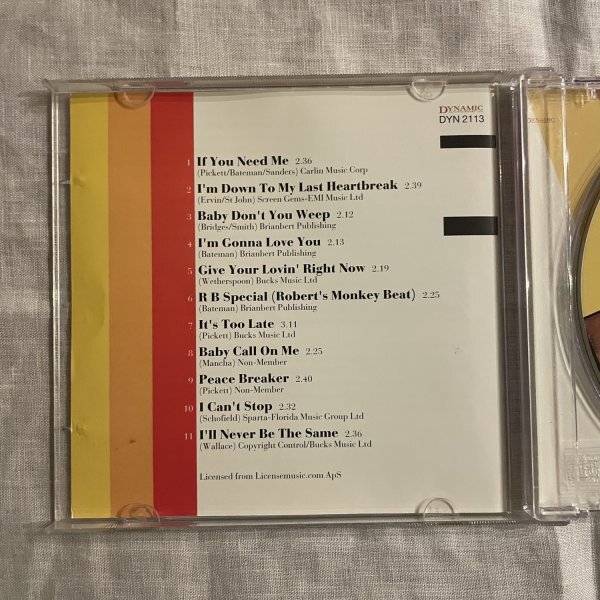 DYNAMIC
DYN 2113
DYNAMIC
1 If You Need Me 2.36
(Pickett/Bateman/Sanders) Carlin Music Corp
2 I'm Down To My Last Heartbreak 2.39
(Ervin/St John) Screen Gems-EMI Music Ltd
3 Baby Don't You Weep 2.12
(Bridges/Smith) Brianbert Publishing
4 I'm Gonna Love You 2.13
(Bateman) Brianbert Publishing
5 Give Your Lovin' Right Now 2.19
(Wetherspoon) Bucks Music Ltd
6 R B Special (Robert's Monkey Beat) 2.25
(Bateman) Brianbert Publishing
7 It's Too Late 3.11
(Pickett) Bucks Music Ltd
8 Baby Call On Me 2.25
(Mancha) Non-Member
9 Peace Breaker 2.40
(Pickett) Non-Member
10 I Can't Stop 2.32
(Schofield) Sparta-Florida Music Group Ltd
11 I'll Never Be The Same 2.36
(Wallace) Copyright Control/Bucks Music Ltd
Licensed from Licensemusic.com ApS